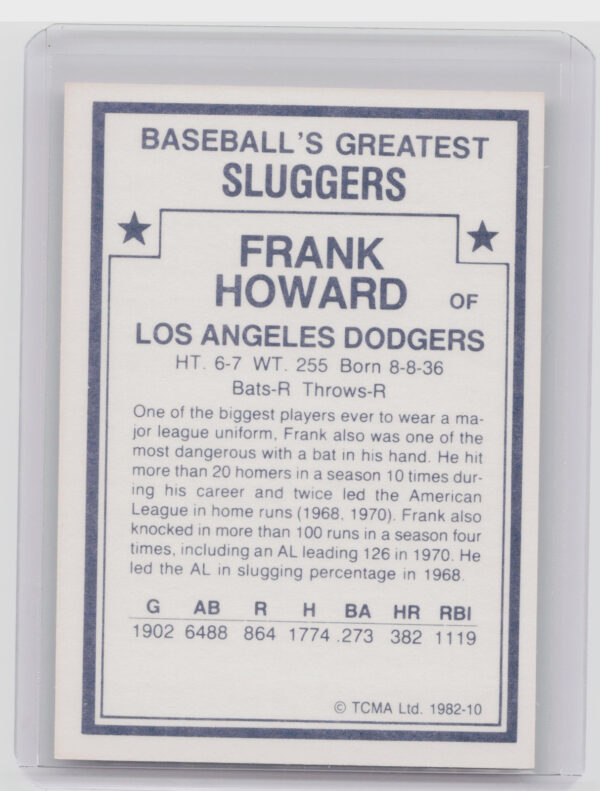 BASEBALL'S GREATEST
SLUGGERS
FRANK
HOWARD OF
LOS ANGELES DODGERS
HT. 6-7 WT. 255 Born 8-8-36
Bats-R Throws-R
One of the biggest players ever to wear a ma-
jor league uniform, Frank also was one of the
most dangerous with a bat in his hand. He hit
more than 20 homers in a season 10 times dur-
ing his career and twice led the American
League in home runs (1968, 1970). Frank also
knocked in more than 100 runs in a season four
times, including an AL leading 126 in 1970. He
led the AL in slugging percentage in 1968.
G AB R H BA HR RBI
1902 6488 864 1774 .273 382 1119
© TCMA Ltd. 1982-10